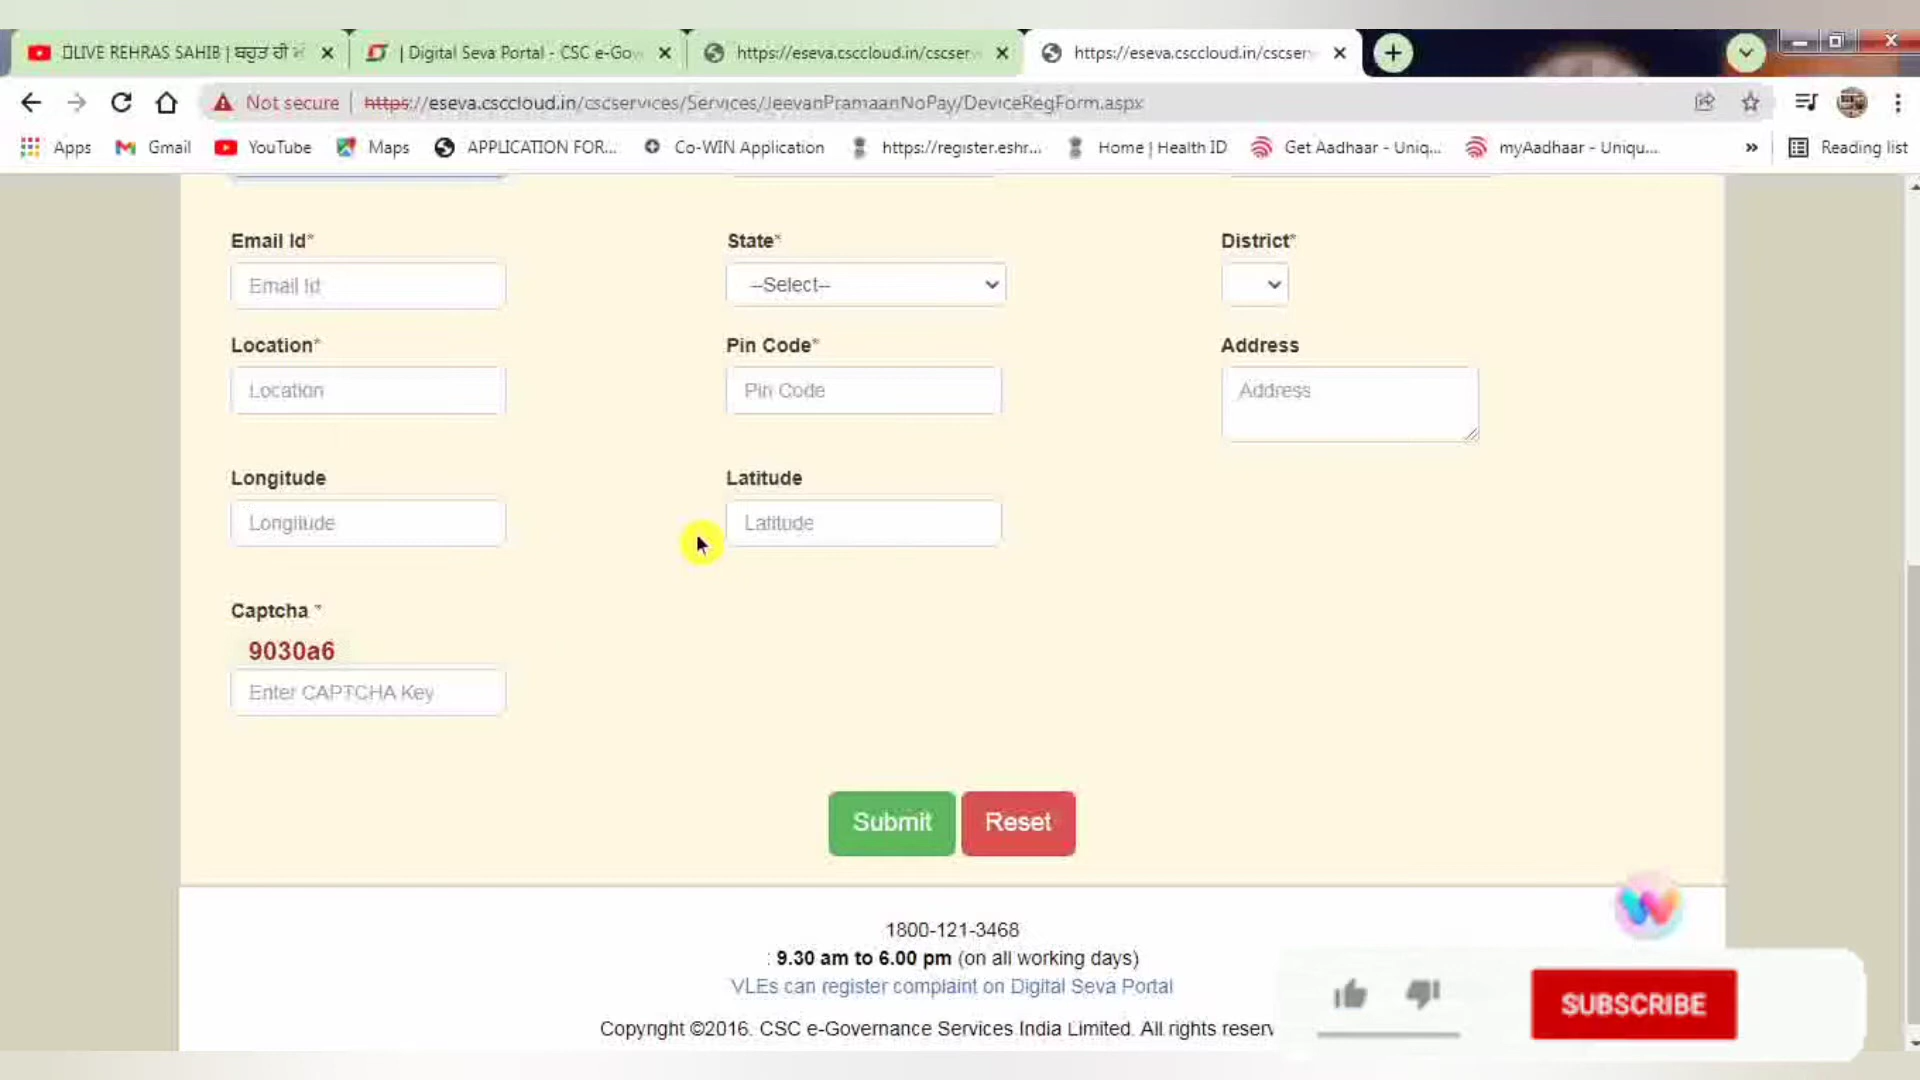 LIVE REHRAS SAHIB | ਬਹੁਤ ਹੀ
| Digital Seva Portal - CSC e-Gov
https://eseva.csccloud.in/cscserv
https://eseva.csccloud.in/cscserv
Not secure | https://eseva.csccloud.in/cscservices/Services/JeevanPramaanNoPay/DeviceRegForm.aspx
Apps Gmail YouTube Maps APPLICATION FOR... Co-WIN Application https://register.eshr... Home | Health ID Get Aadhaar - Uniq... myAadhaar - Uniqu... » Reading list
Email Id* State* District*
Email Id --Select--
Location* Pin Code* Address
Location Pin Code Address
Longitude Latitude
Longitude Latitude
Captcha *
9030a6
Enter CAPTCHA Key
Submit Reset
1800-121-3468
: 9.30 am to 6.00 pm (on all working days)
VLEs can register complaint on Digital Seva Portal
Copyright ©2016. CSC e-Governance Services India Limited. All rights reserv
SUBSCRIBE